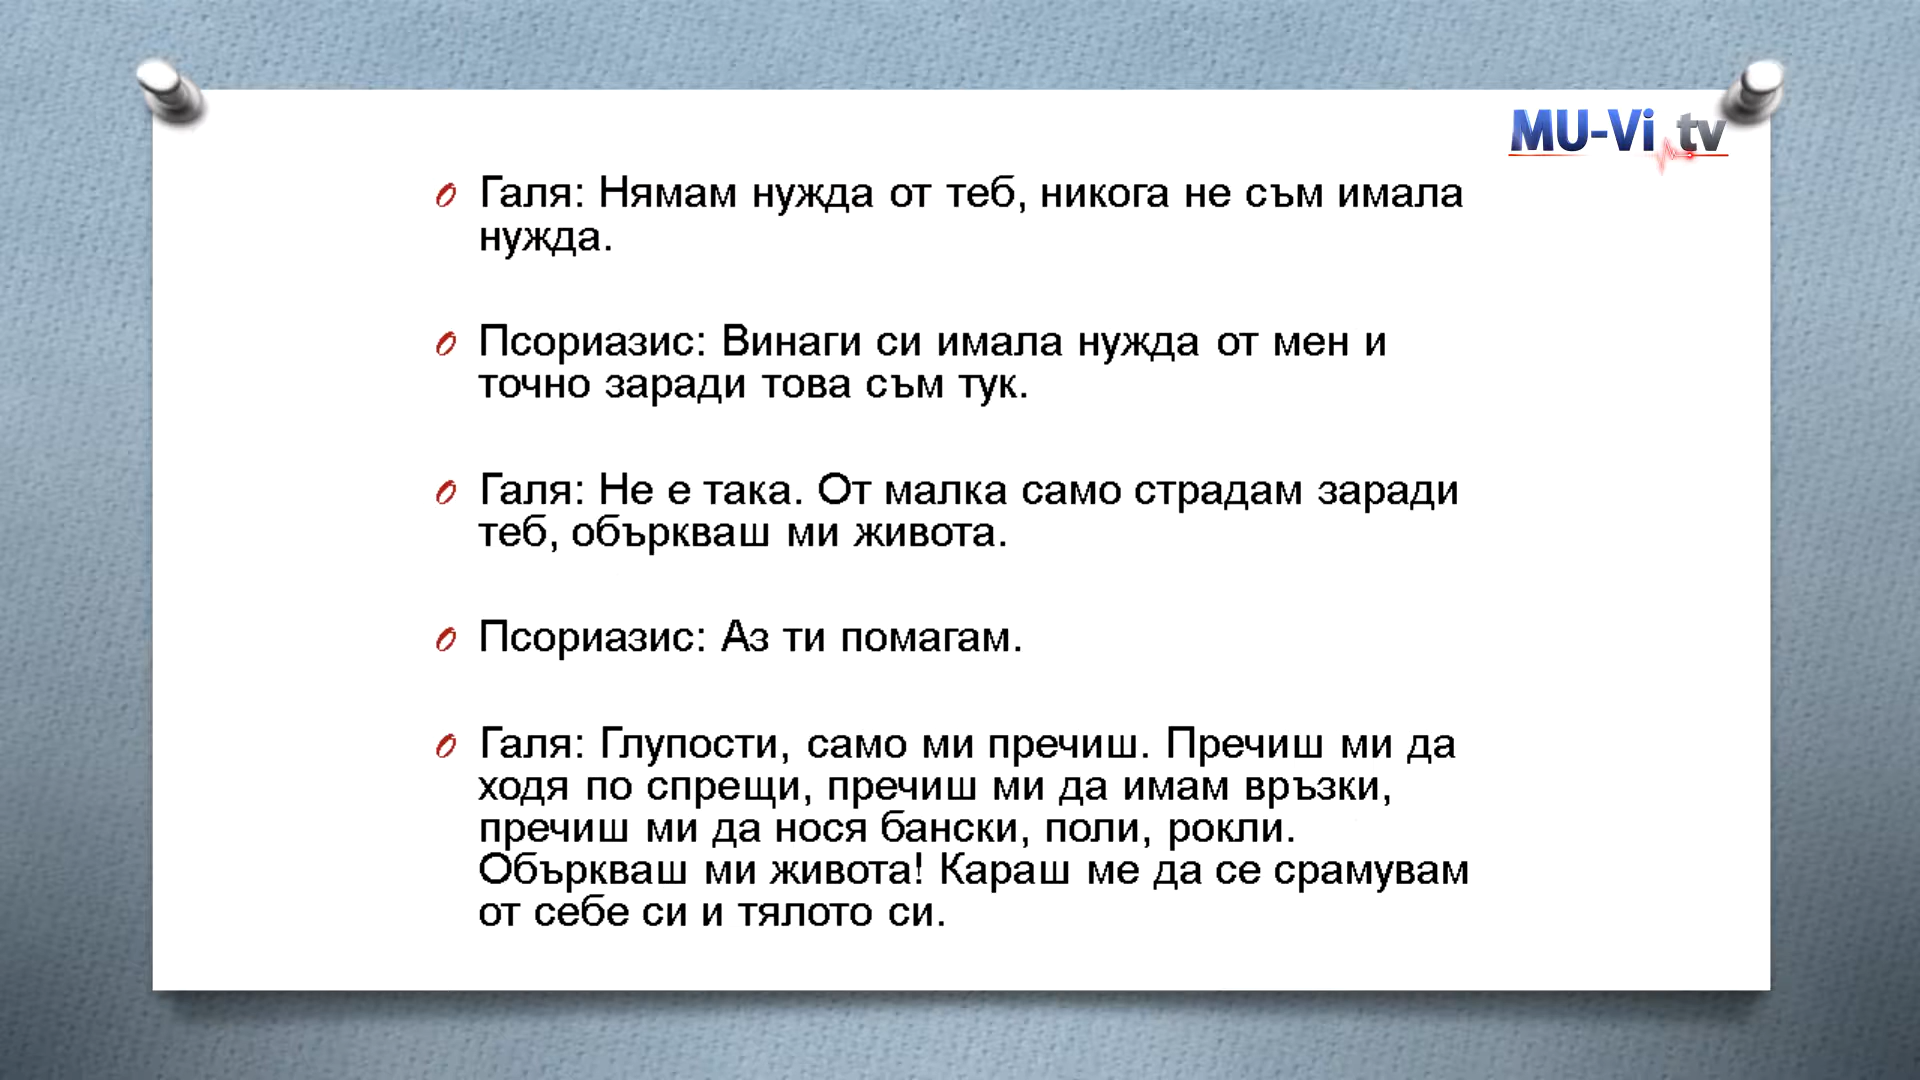 MU-Vi tv
Галя: Нямам нужда от теб, никога не съм имала
нужда.
Псориазис: Винаги си имала нужда от мен и
точно заради това съм тук.
Галя: Не е така. От малка само страдам заради
теб, объркваш ми живота.
Псориазис: Аз ти помагам.
Галя: Глупости, само ми пречиш. Пречиш ми да
ходя по спрещи, пречиш ми да имам връзки,
пречиш ми да нося бански, поли, рокли.
Объркваш ми живота! Караш ме да се срамувам
от себе си и тялото си.